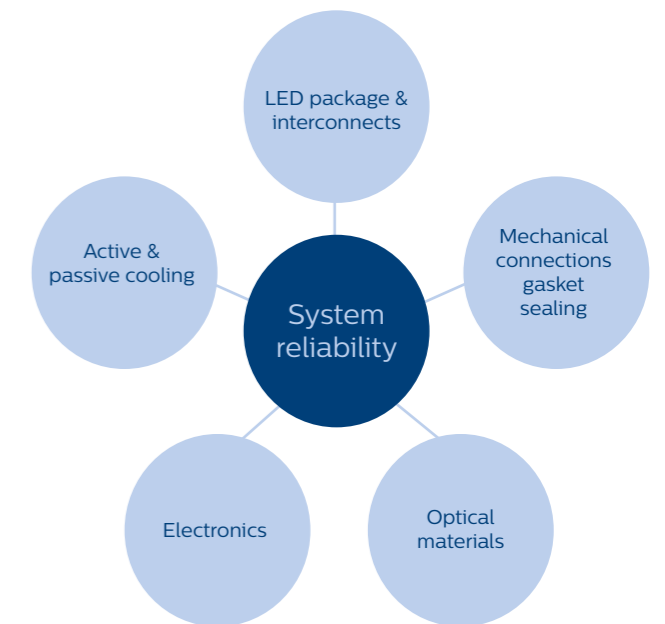 LED package &
interconnects
Active &
passive cooling
Mechanical
connections
gasket
sealing
System
reliability
Electronics
Optical
materials